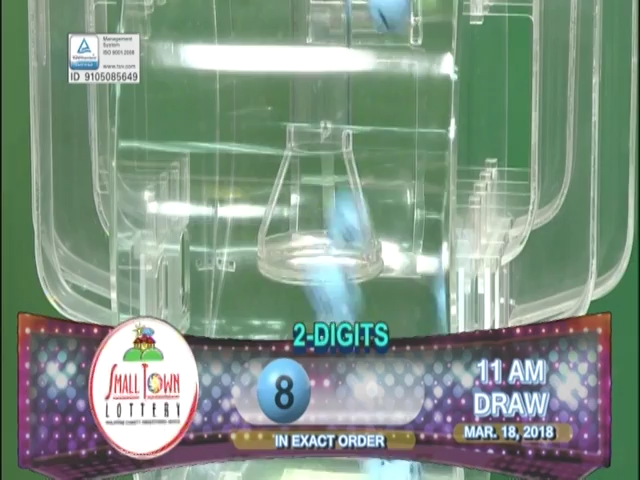 Management
System
ISO 9001:2008
www.tuv.com
ID 9105085649
2-DIGITS
SMALL TOWN
LOTTERY
8
IN EXACT ORDER
11 AM
DRAW
MAR. 18, 2018